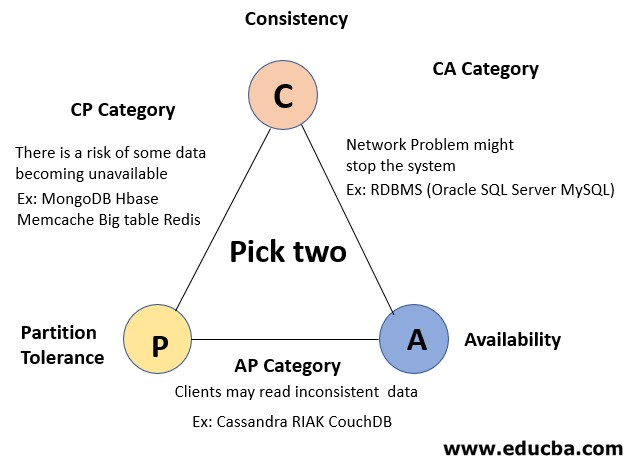 Consistency
CA Category
C
CP Category
There is a risk of some data
becoming unavailable
Ex: MongoDB Hbase
Memcache Big table Redis
Network Problem might
stop the system
Ex: RDBMS (Oracle SQL Server MySQL)
Pick two
Partition
Tolerance
P
A
Availability
AP Category
Clients may read inconsistent data
Ex: Cassandra RIAK CouchDB
www.educba.com